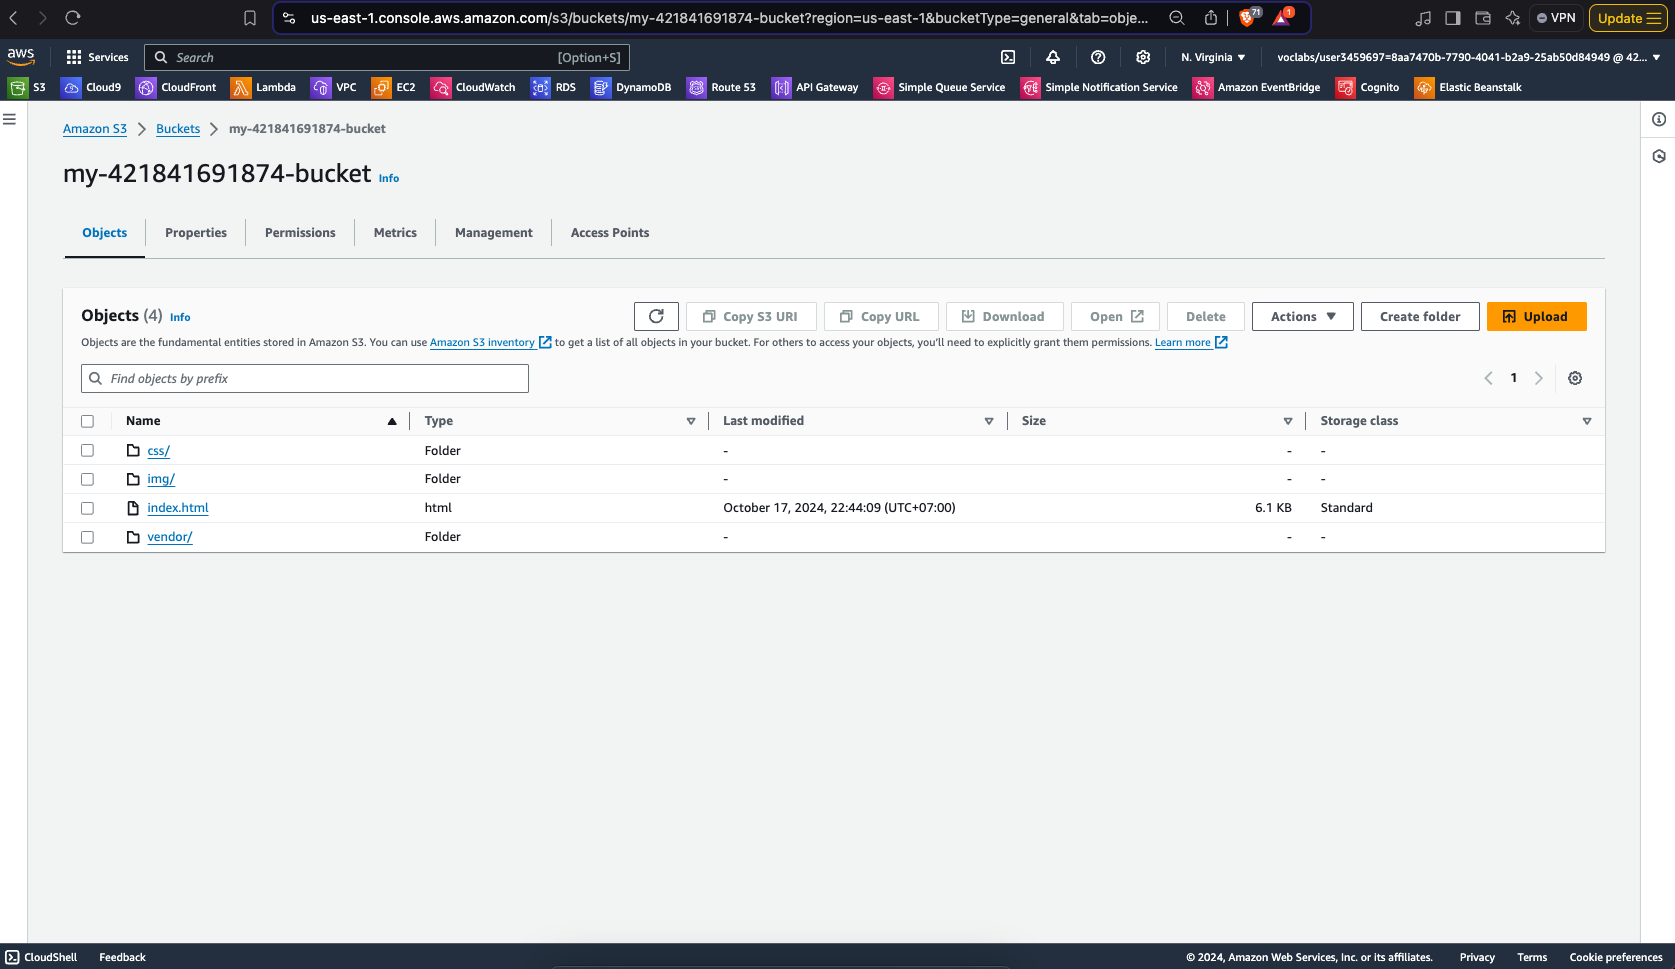 us-east-1.console.aws.amazon.com/s3/buckets/my-421841691874-bucket?region=us-east-1&bucketType=general&tab=obje...
71
1
VPN
Update
aws
Services
Search
[Option+S]
N. Virginia
voclabs/user3459697=8aa7470b-7790-4041-b2a9-25ab50d84949 @ 42...
S3 Cloud9 CloudFront Lambda VPC EC2 CloudWatch RDS DynamoDB Route 53 API Gateway Simple Queue Service Simple Notification Service Amazon EventBridge Cognito Elastic Beanstalk
Amazon S3 > Buckets > my-421841691874-bucket
my-421841691874-bucket Info
Objects Properties Permissions Metrics Management Access Points
Objects (4) Info
Copy S3 URI Copy URL Download Open Delete Actions Create folder Upload
Objects are the fundamental entities stored in Amazon S3. You can use Amazon S3 inventory to get a list of all objects in your bucket. For others to access your objects, you'll need to explicitly grant them permissions. Learn more
Find objects by prefix
1
Name Type Last modified Size Storage class
css/ Folder - - -
img/ Folder - - -
index.html html October 17, 2024, 22:44:09 (UTC+07:00) 6.1 KB Standard
vendor/ Folder - - -
CloudShell Feedback © 2024, Amazon Web Services, Inc. or its affiliates. Privacy Terms Cookie preferences